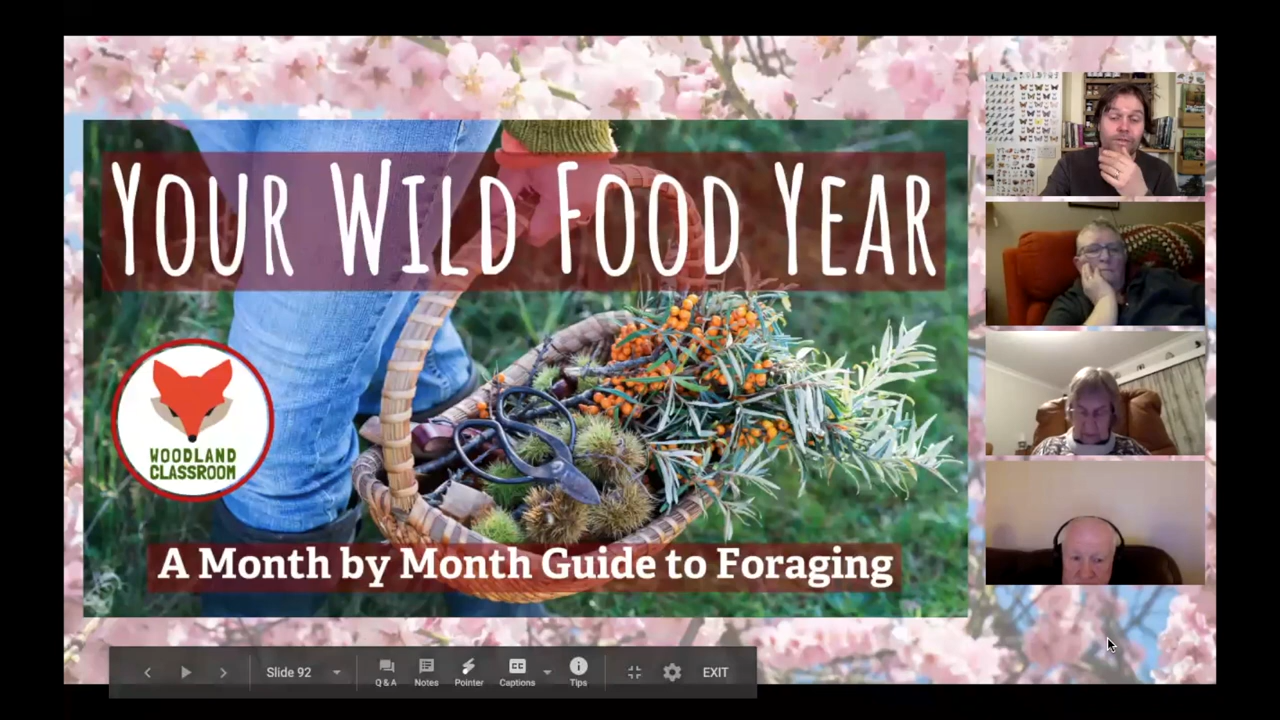 YOUR WILD FOOD YEAR
WOODLAND
CLASSROOM
A Month by Month Guide to Foraging
Slide 92
Q & A
Notes
Pointer
Captions
Tips
EXIT
CC